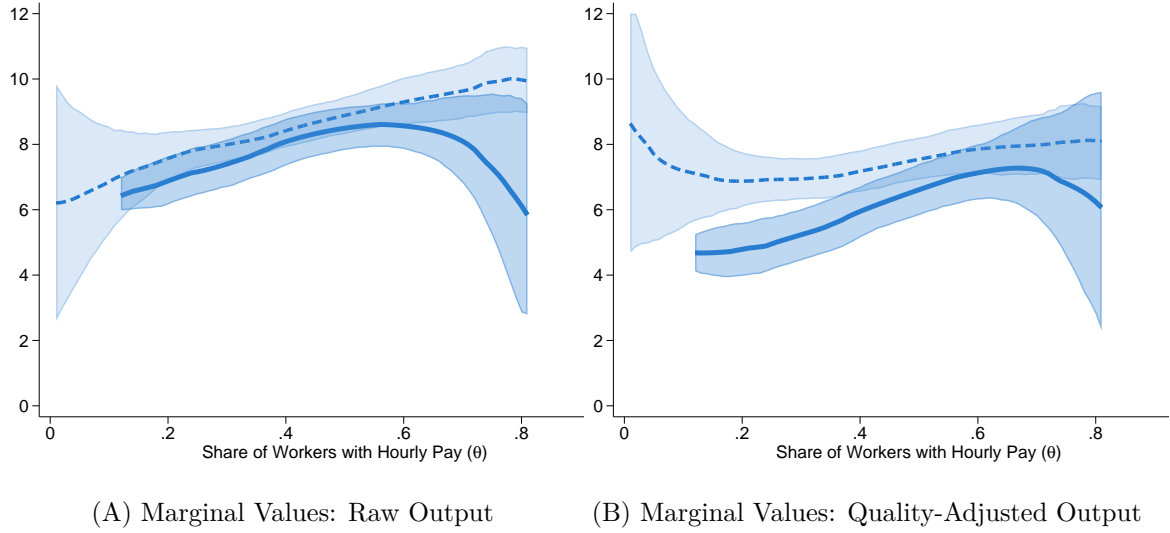 12
10
8
6
4
2
0
0 .2 .4 .6 .8
Share of Workers with Hourly Pay (θ)
12
10
8
6
4
2
0
0 .2 .4 .6 .8
Share of Workers with Hourly Pay (θ)
(A) Marginal Values: Raw Output
(B) Marginal Values: Quality-Adjusted Output